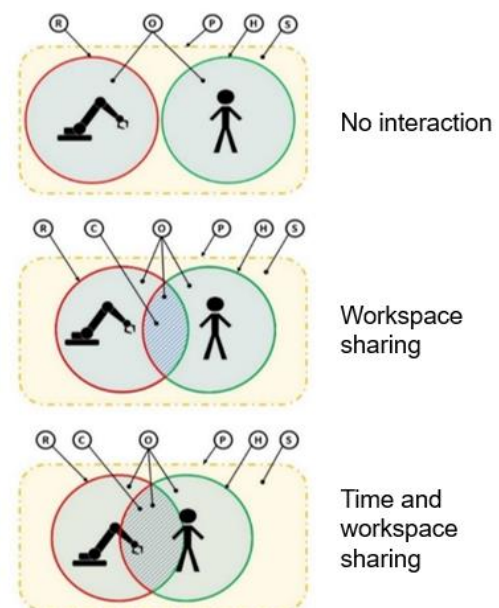 R O P H S
No interaction
R C O P H S
Workspace
sharing
R C O P H S
Time and
workspace
sharing